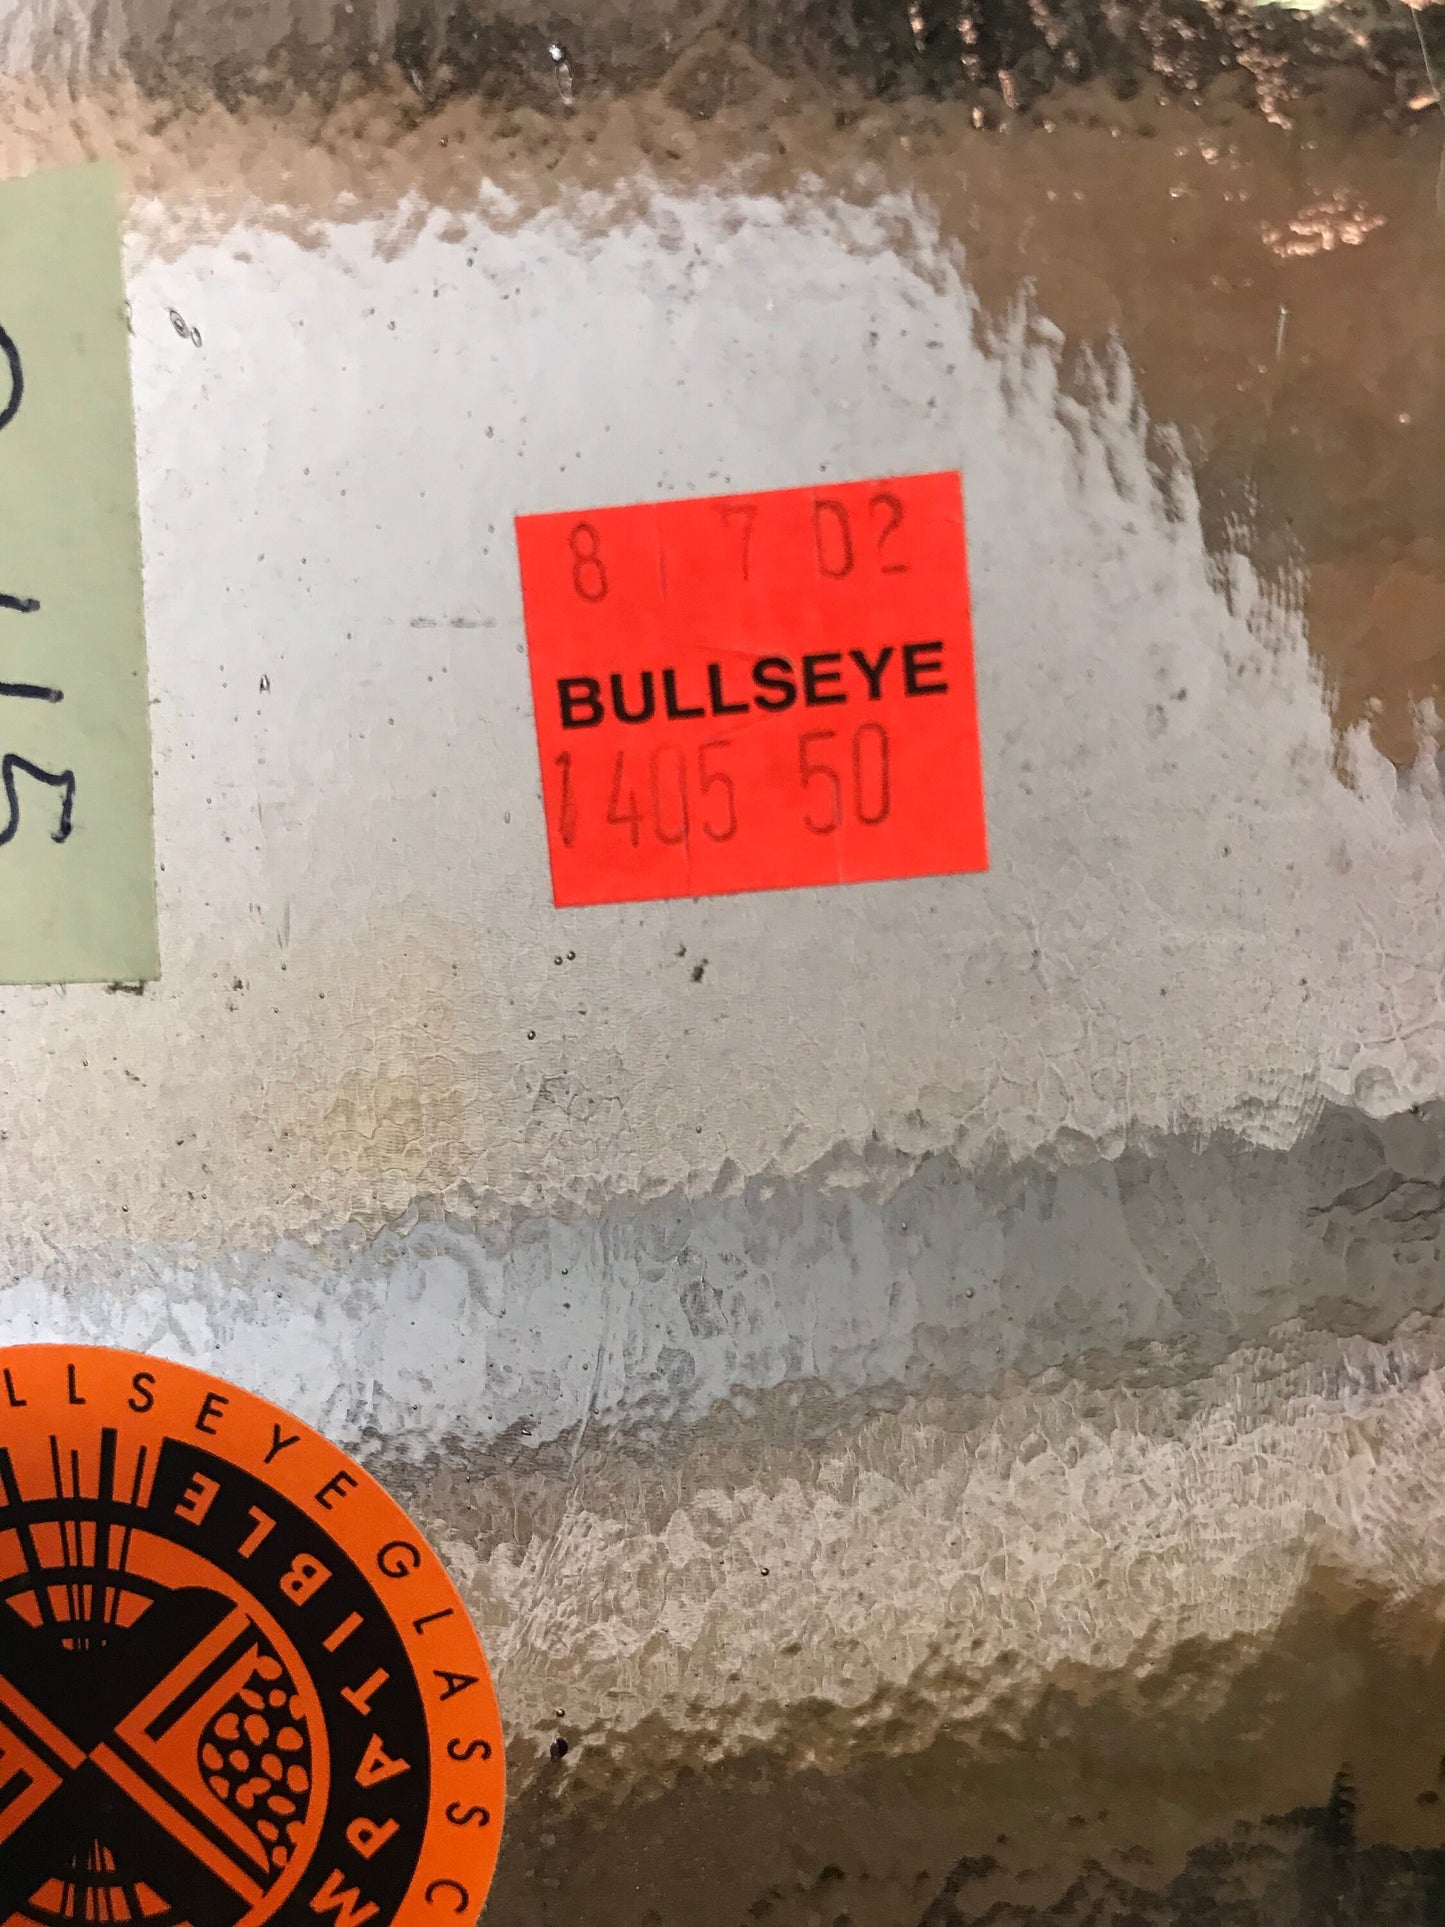 8 7 02
BULLSEYE
1405 50
LLSEYE GLASS C
MPATIBLE